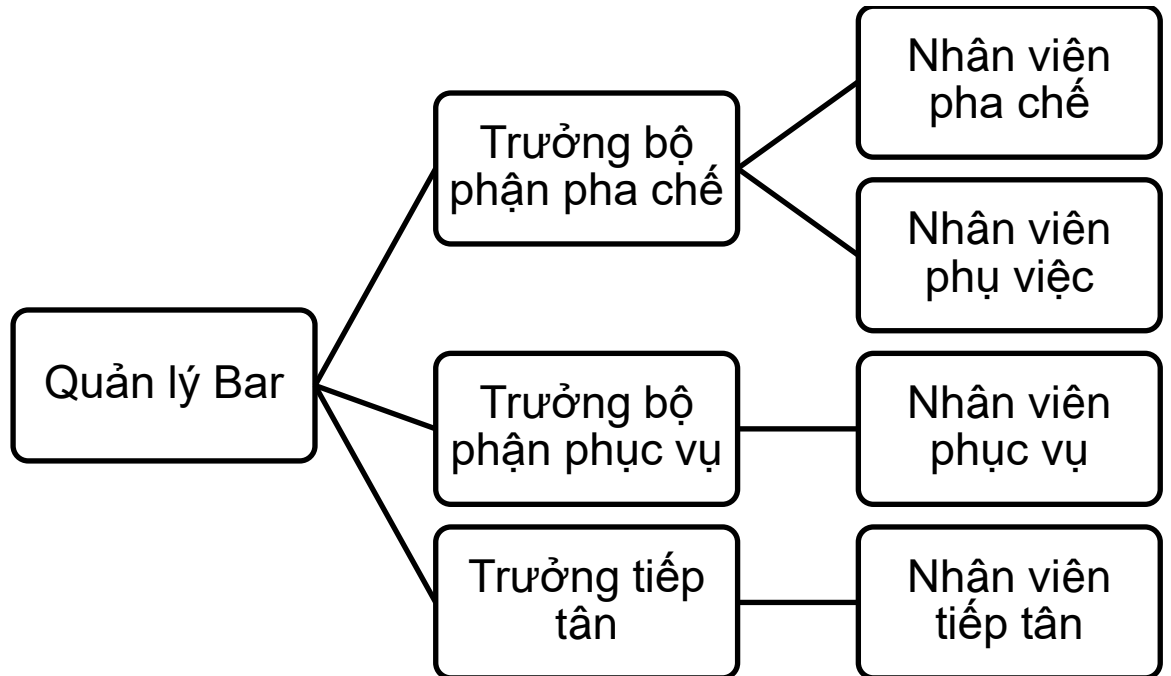 Quản lý Bar
Trưởng bộ
phận pha chế
Nhân viên
pha chế
Nhân viên
phụ việc
Trưởng bộ
phận phục vụ
Nhân viên
phục vụ
Trưởng tiếp
tân
Nhân viên
tiếp tân